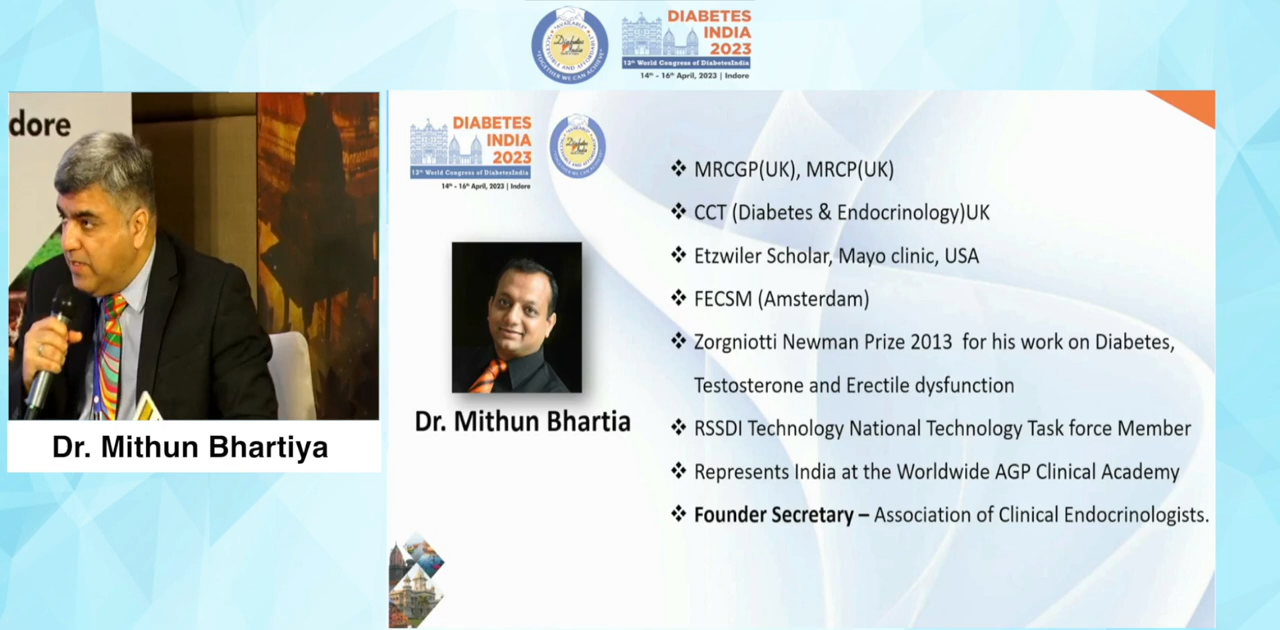 DIABETES
INDIA
2023
13th World Congress of DiabetesIndia
14th - 16th April, 2023 | Indore
dore
Dr. Mithun Bhartiya
DIABETES
INDIA
2023
13th World Congress of DiabetesIndia
14th - 16th April, 2023 | Indore
Dr. Mithun Bhartia
❖ MRCGP(UK), MRCP(UK)
❖ CCT (Diabetes & Endocrinology)UK
❖ Etzwiler Scholar, Mayo clinic, USA
❖ FECSM (Amsterdam)
❖ Zorgniotti Newman Prize 2013 for his work on Diabetes,
Testosterone and Erectile dysfunction
❖ RSSDI Technology National Technology Task force Member
❖ Represents India at the Worldwide AGP Clinical Academy
❖ Founder Secretary – Association of Clinical Endocrinologists.